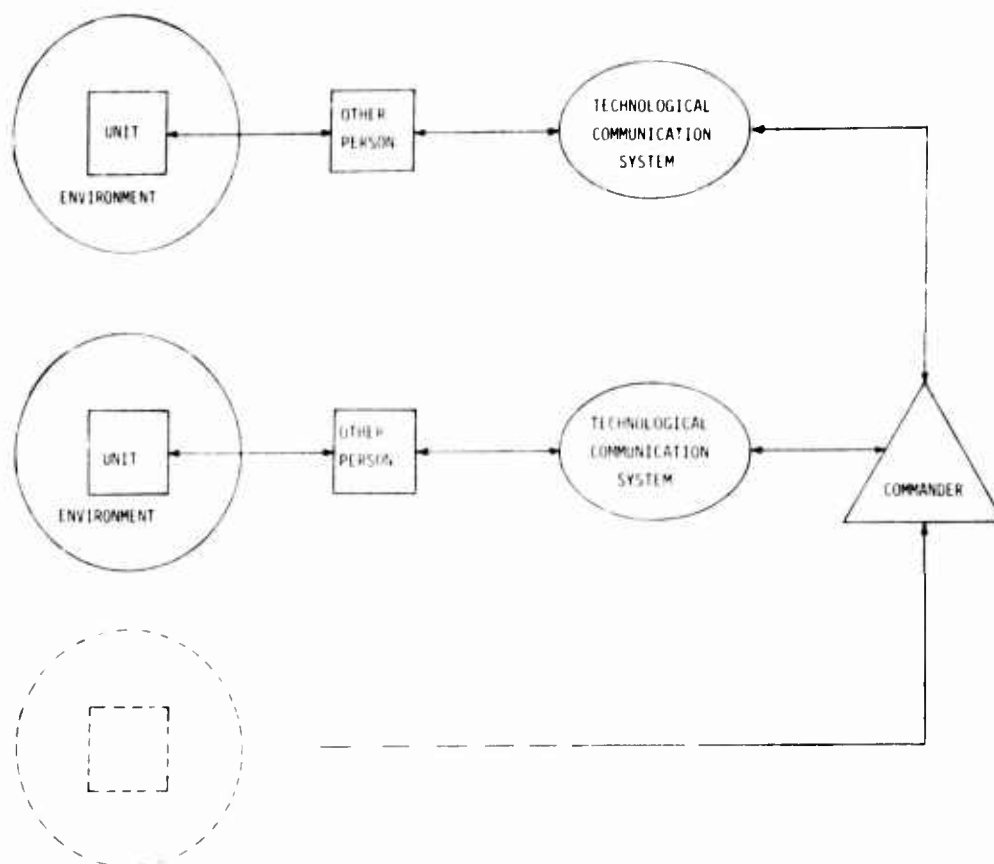 UNIT
ENVIRONMENT
OTHER
PERSON
TECHNOLOGICAL
COMMUNICATION
SYSTEM
UNIT
ENVIRONMENT
OTHER
PERSON
TECHNOLOGICAL
COMMUNICATION
SYSTEM
COMMANDER